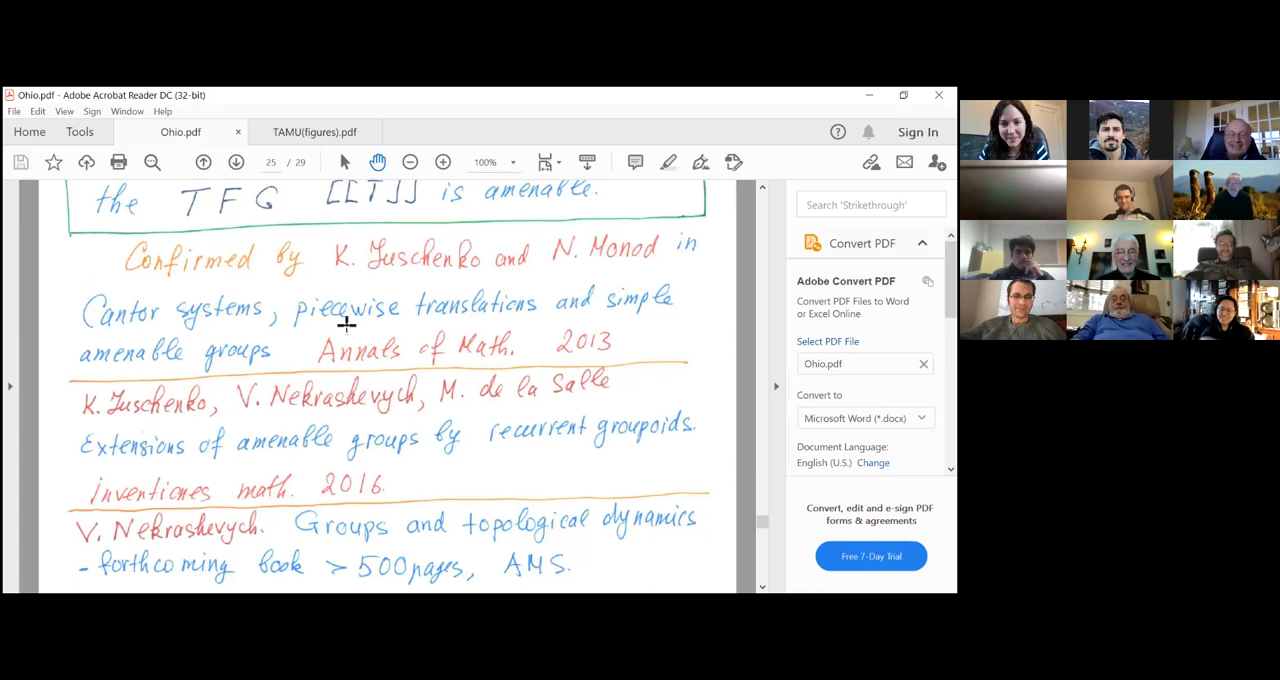 Ohio.pdf - Adobe Acrobat Reader DC (32-bit)
File Edit View Sign Window Help
Home Tools Ohio.pdf × TAMU(figures).pdf Sign In
25 / 29 100%
the TFG [[T]] is amenable.
Confirmed by K. Juschenko and N. Monod in
Cantor systems, piecewise translations and simple
amenable groups Annals of Math. 2013
K. Juschenko, V. Nekrashevych, M. de la Salle
Extensions of amenable groups by recurrent groupoids.
Inventiones math. 2016.
V. Nekrashevych. Groups and topological dynamics
- forthcoming book > 500 pages, AMS.
Search 'Strikethrough'
Convert PDF
Adobe Convert PDF
Convert PDF Files to Word
or Excel Online
Select PDF File
Ohio.pdf
Convert to
Microsoft Word (*.docx)
Document Language:
English (U.S.) Change
Convert, edit and e-sign PDF
forms & agreements
Free 7-Day Trial